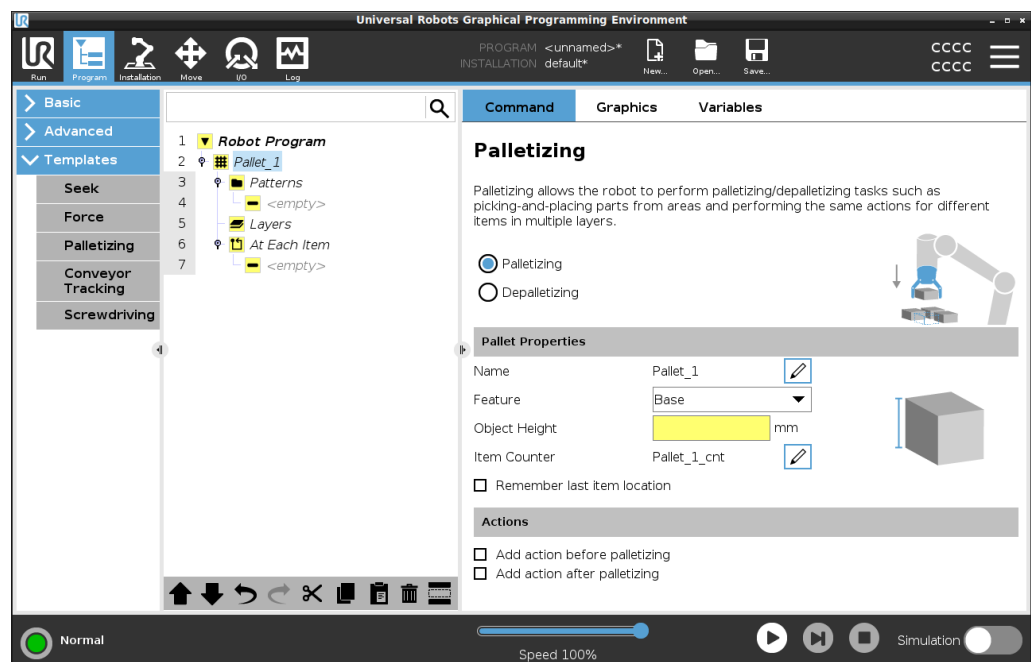 Universal Robots Graphical Programming Environment
UR
Run
Program
Installation
Move
I/O
Log
PROGRAM <unnamed>*
INSTALLATION default*
New...
Open...
Save...
CCCC
CCCC
Basic
Advanced
Templates
Seek
Force
Palletizing
Conveyor
Tracking
Screwdriving
1 Robot Program
2 Pallet_1
3 Patterns
4 <empty>
5 Layers
6 At Each Item
7 <empty>
Command Graphics Variables
Palletizing
Palletizing allows the robot to perform palletizing/depalletizing tasks such as
picking-and-placing parts from areas and performing the same actions for different
items in multiple layers.
Palletizing
Depalletizing
Pallet Properties
Name Pallet_1
Feature Base
Object Height mm
Item Counter Pallet_1_cnt
Remember last item location
Actions
Add action before palletizing
Add action after palletizing
Normal
Speed 100%
Simulation